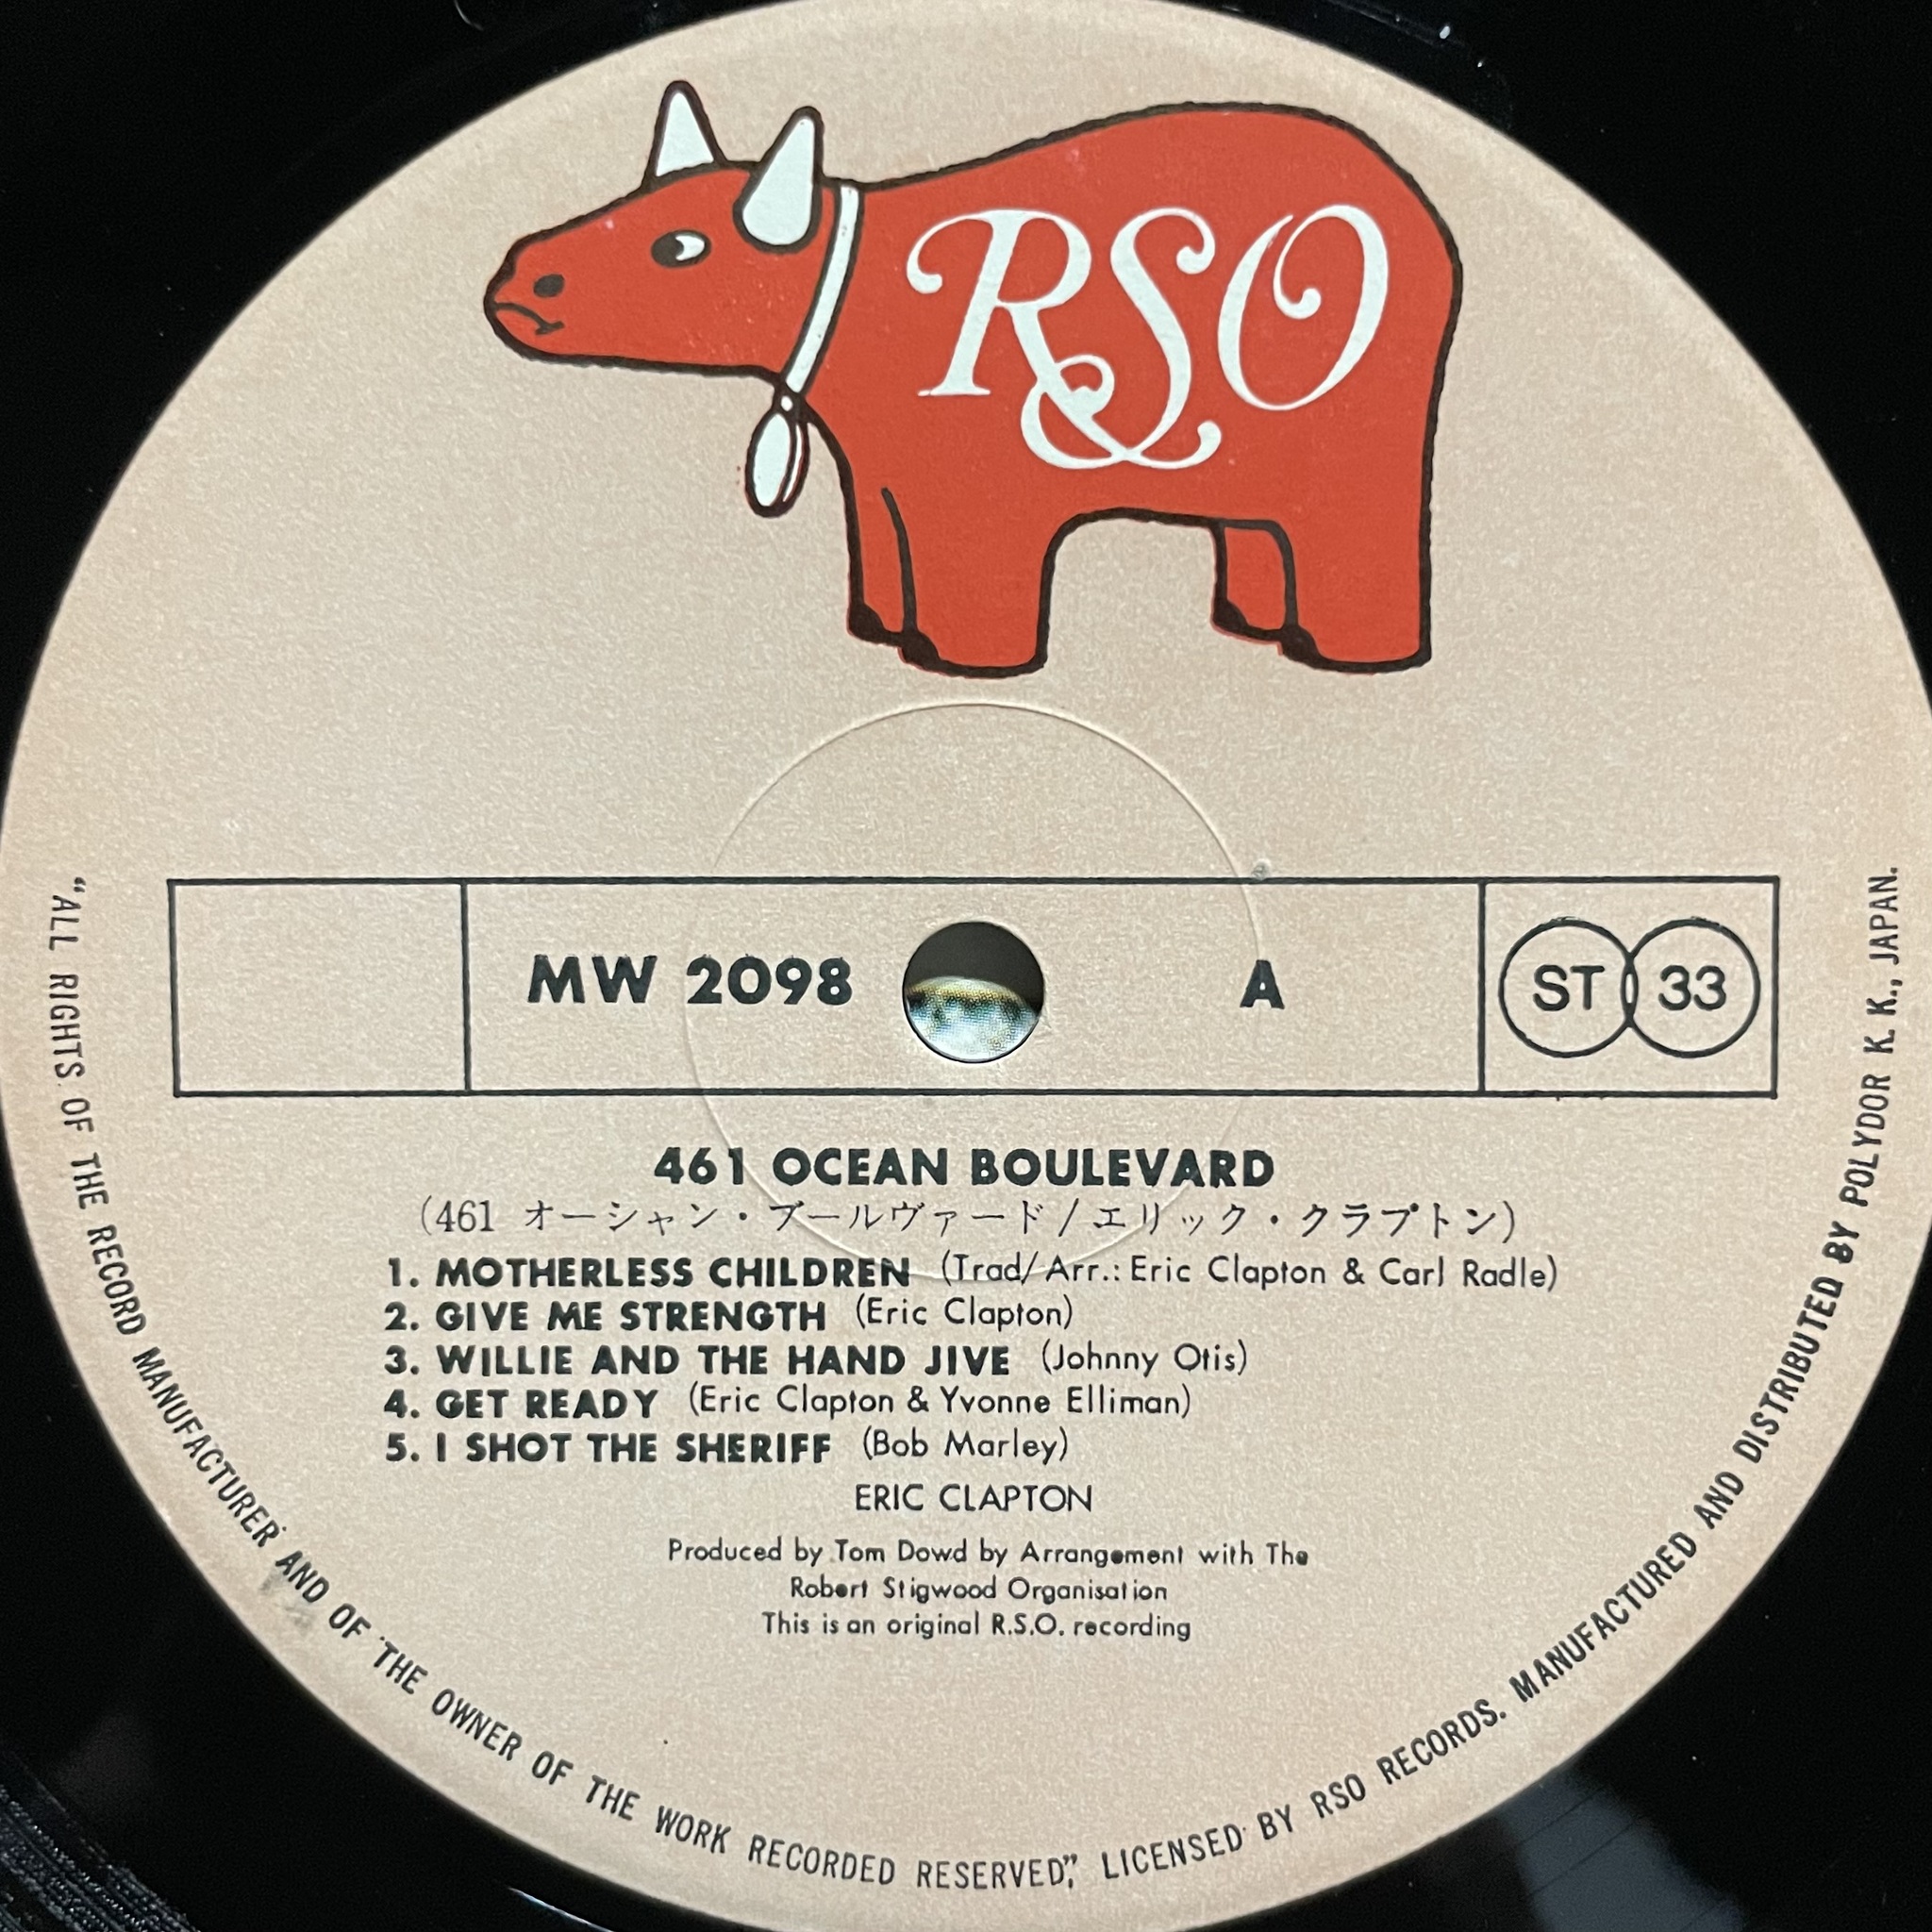 RSO
MW 2098
A
ST 33
461 OCEAN BOULEVARD
(461 オーシャン・ブールヴァード/エリック・クラプトン)
1. MOTHERLESS CHILDREN (Trad/Arr.: Eric Clapton & Carl Radle)
2. GIVE ME STRENGTH (Eric Clapton)
3. WILLIE AND THE HAND JIVE (Johnny Otis)
4. GET READY (Eric Clapton & Yvonne Elliman)
5. I SHOT THE SHERIFF (Bob Marley)
ERIC CLAPTON
Produced by Tom Dowd by Arrangement with The
Robert Stigwood Organisation
This is an original R.S.O. recording
"ALL RIGHTS OF THE RECORD MANUFACTURER AND OF THE OWNER OF THE WORK RECORDED RESERVED," LICENSED BY RSO RECORDS. MANUFACTURED AND DISTRIBUTED BY POLYDOR K. K., JAPAN.